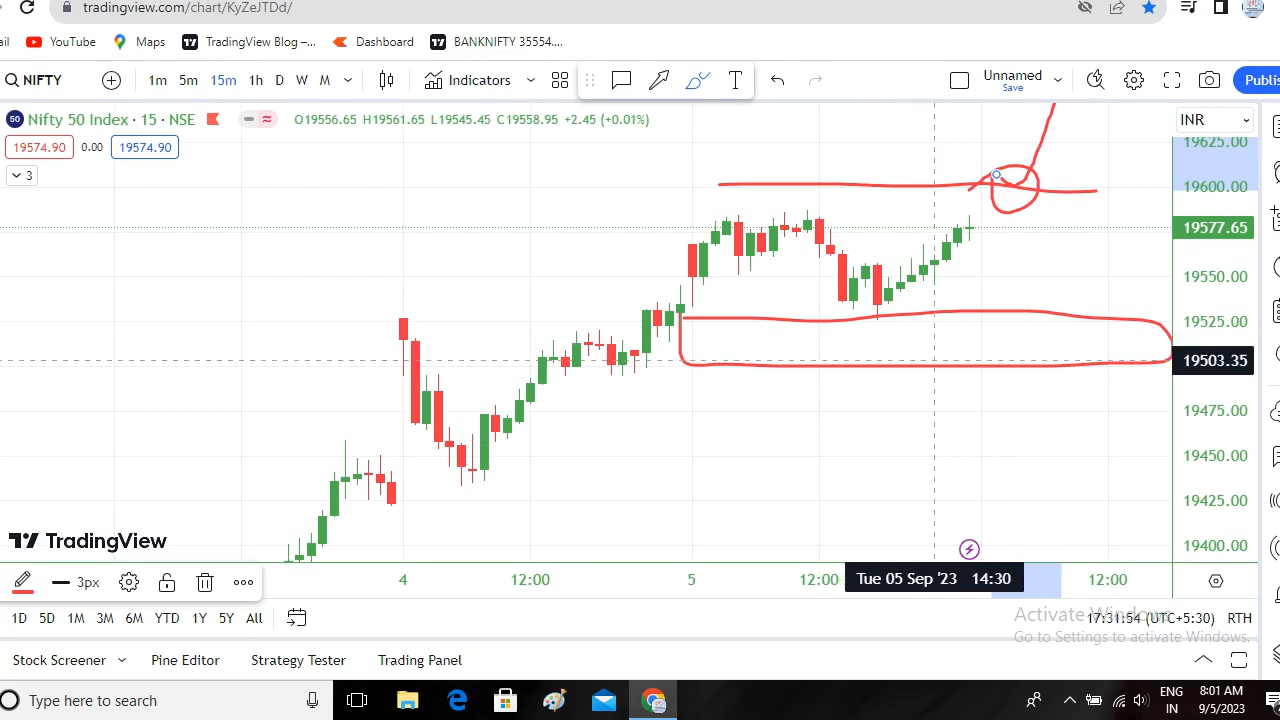 tradingview.com/chart/KyZeJTDd/
ail YouTube Maps TradingView Blog –... Dashboard BANKNIFTY 35554....
NIFTY 1m 5m 15m 1h D W M Indicators T Unnamed Save Publis
50 Nifty 50 Index · 15 · NSE O19556.65 H19561.65 L19545.45 C19558.95 +2.45 (+0.01%) INR
19574.90 0.00 19574.90
3
19625.00
19600.00
19577.65
19550.00
19525.00
19503.35
19475.00
19450.00
19425.00
19400.00
TradingView
3px
4 12:00 5 12:00 Tue 05 Sep '23 14:30 12:00
1D 5D 1M 3M 6M YTD 1Y 5Y All 17:31:54 (UTC+5:30) RTH
Activate Windows
Go to Settings to activate Windows.
Stock Screener Pine Editor Strategy Tester Trading Panel
Type here to search ENG IN 8:01 AM 9/5/2023